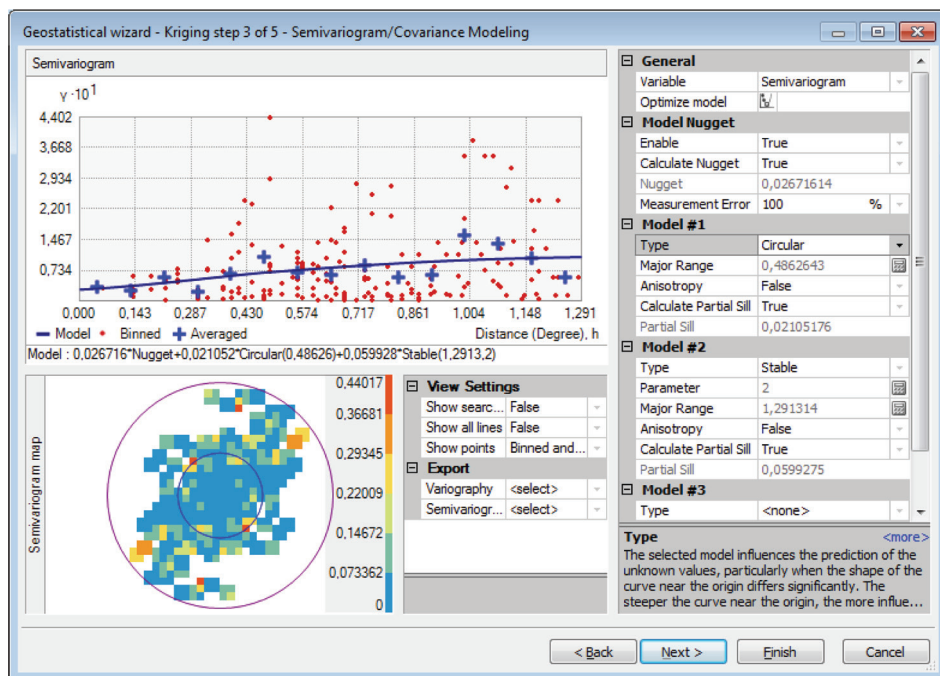 Geostatistical wizard - Kriging step 3 of 5 - Semivariogram/Covariance Modeling
Semivariogram
γ ·10¹
4,402
3,668
2,934
2,201
1,467
0,734
0,000 0,143 0,287 0,430 0,574 0,717 0,861 1,004 1,148 1,291
Model Binned Averaged Distance (Degree), h
Model : 0,026716*Nugget+0,021052*Circular(0,48626)+0,059928*Stable(1,2913,2)
Semivariogram map
0,44017
0,36681
0,29345
0,22009
0,14672
0,073362
0
View Settings
Show searc... False
Show all lines False
Show points Binned and...
Export
Variography <select>
Semivariogr... <select>
General
Variable Semivariogram
Optimize model
Model Nugget
Enable True
Calculate Nugget True
Nugget 0,02671614
Measurement Error 100 %
Model #1
Type Circular
Major Range 0,4862643
Anisotropy False
Calculate Partial Sill True
Partial Sill 0,02105176
Model #2
Type Stable
Parameter 2
Major Range 1,291314
Anisotropy False
Calculate Partial Sill True
Partial Sill 0,0599275
Model #3
Type <none>
Type <more>
The selected model influences the prediction of the
unknown values, particularly when the shape of the
curve near the origin differs significantly. The
steeper the curve near the origin, the more influe...
< Back Next > Finish Cancel